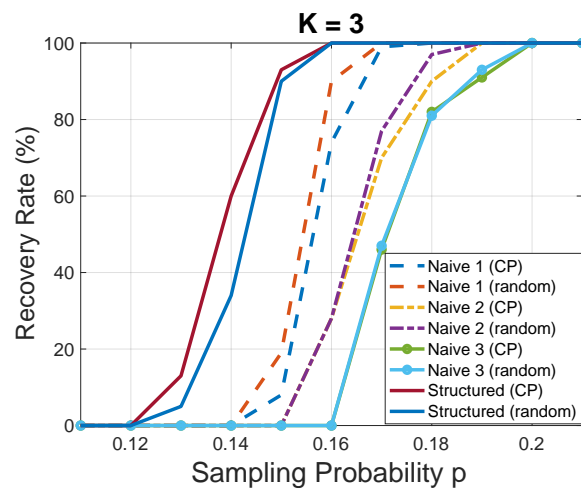 K = 3
Recovery Rate (%)
100
80
60
40
20
0
0.12
0.14
0.16
0.18
0.2
Sampling Probability p
Naive 1 (CP)
Naive 1 (random)
Naive 2 (CP)
Naive 2 (random)
Naive 3 (CP)
Naive 3 (random)
Structured (CP)
Structured (random)